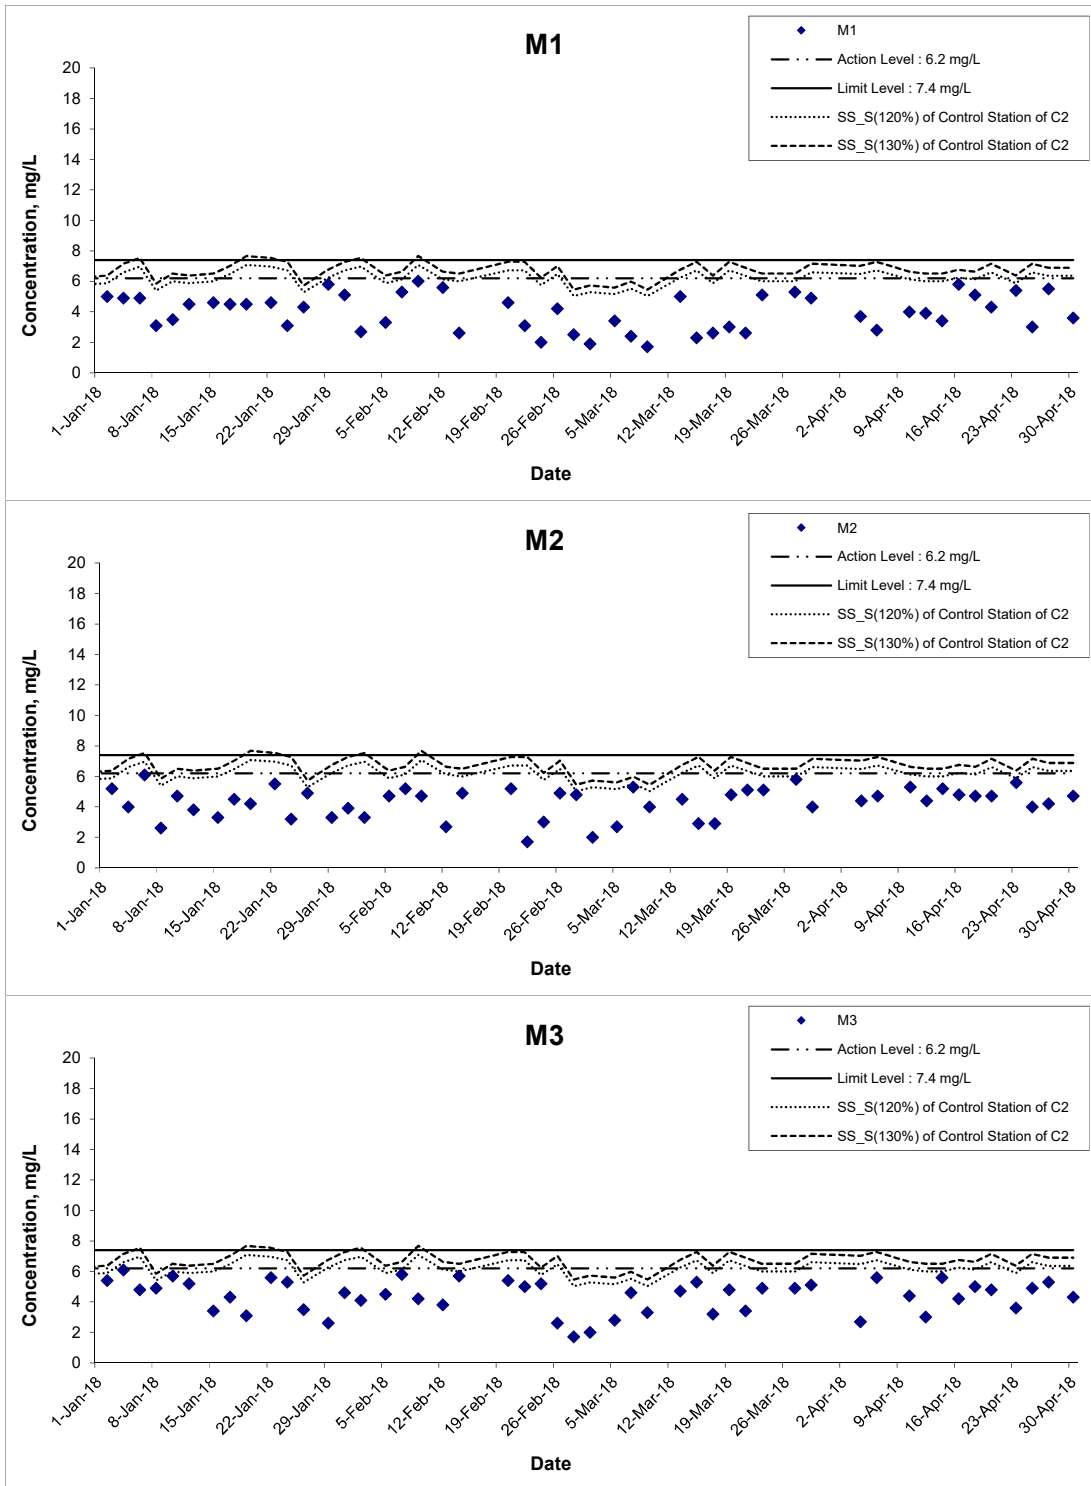 M1
M1
Action Level : 6.2 mg/L
Limit Level : 7.4 mg/L
SS_S(120%) of Control Station of C2
SS_S(130%) of Control Station of C2
Concentration, mg/L
20
18
16
14
12
10
8
6
4
2
0
1-Jan-18
8-Jan-18
15-Jan-18
22-Jan-18
29-Jan-18
5-Feb-18
12-Feb-18
19-Feb-18
26-Feb-18
5-Mar-18
12-Mar-18
19-Mar-18
26-Mar-18
2-Apr-18
9-Apr-18
16-Apr-18
23-Apr-18
30-Apr-18
Date
M2
M2
Action Level : 6.2 mg/L
Limit Level : 7.4 mg/L
SS_S(120%) of Control Station of C2
SS_S(130%) of Control Station of C2
Concentration, mg/L
20
18
16
14
12
10
8
6
4
2
0
1-Jan-18
8-Jan-18
15-Jan-18
22-Jan-18
29-Jan-18
5-Feb-18
12-Feb-18
19-Feb-18
26-Feb-18
5-Mar-18
12-Mar-18
19-Mar-18
26-Mar-18
2-Apr-18
9-Apr-18
16-Apr-18
23-Apr-18
30-Apr-18
Date
M3
M3
Action Level : 6.2 mg/L
Limit Level : 7.4 mg/L
SS_S(120%) of Control Station of C2
SS_S(130%) of Control Station of C2
Concentration, mg/L
20
18
16
14
12
10
8
6
4
2
0
1-Jan-18
8-Jan-18
15-Jan-18
22-Jan-18
29-Jan-18
5-Feb-18
12-Feb-18
19-Feb-18
26-Feb-18
5-Mar-18
12-Mar-18
19-Mar-18
26-Mar-18
2-Apr-18
9-Apr-18
16-Apr-18
23-Apr-18
30-Apr-18
Date